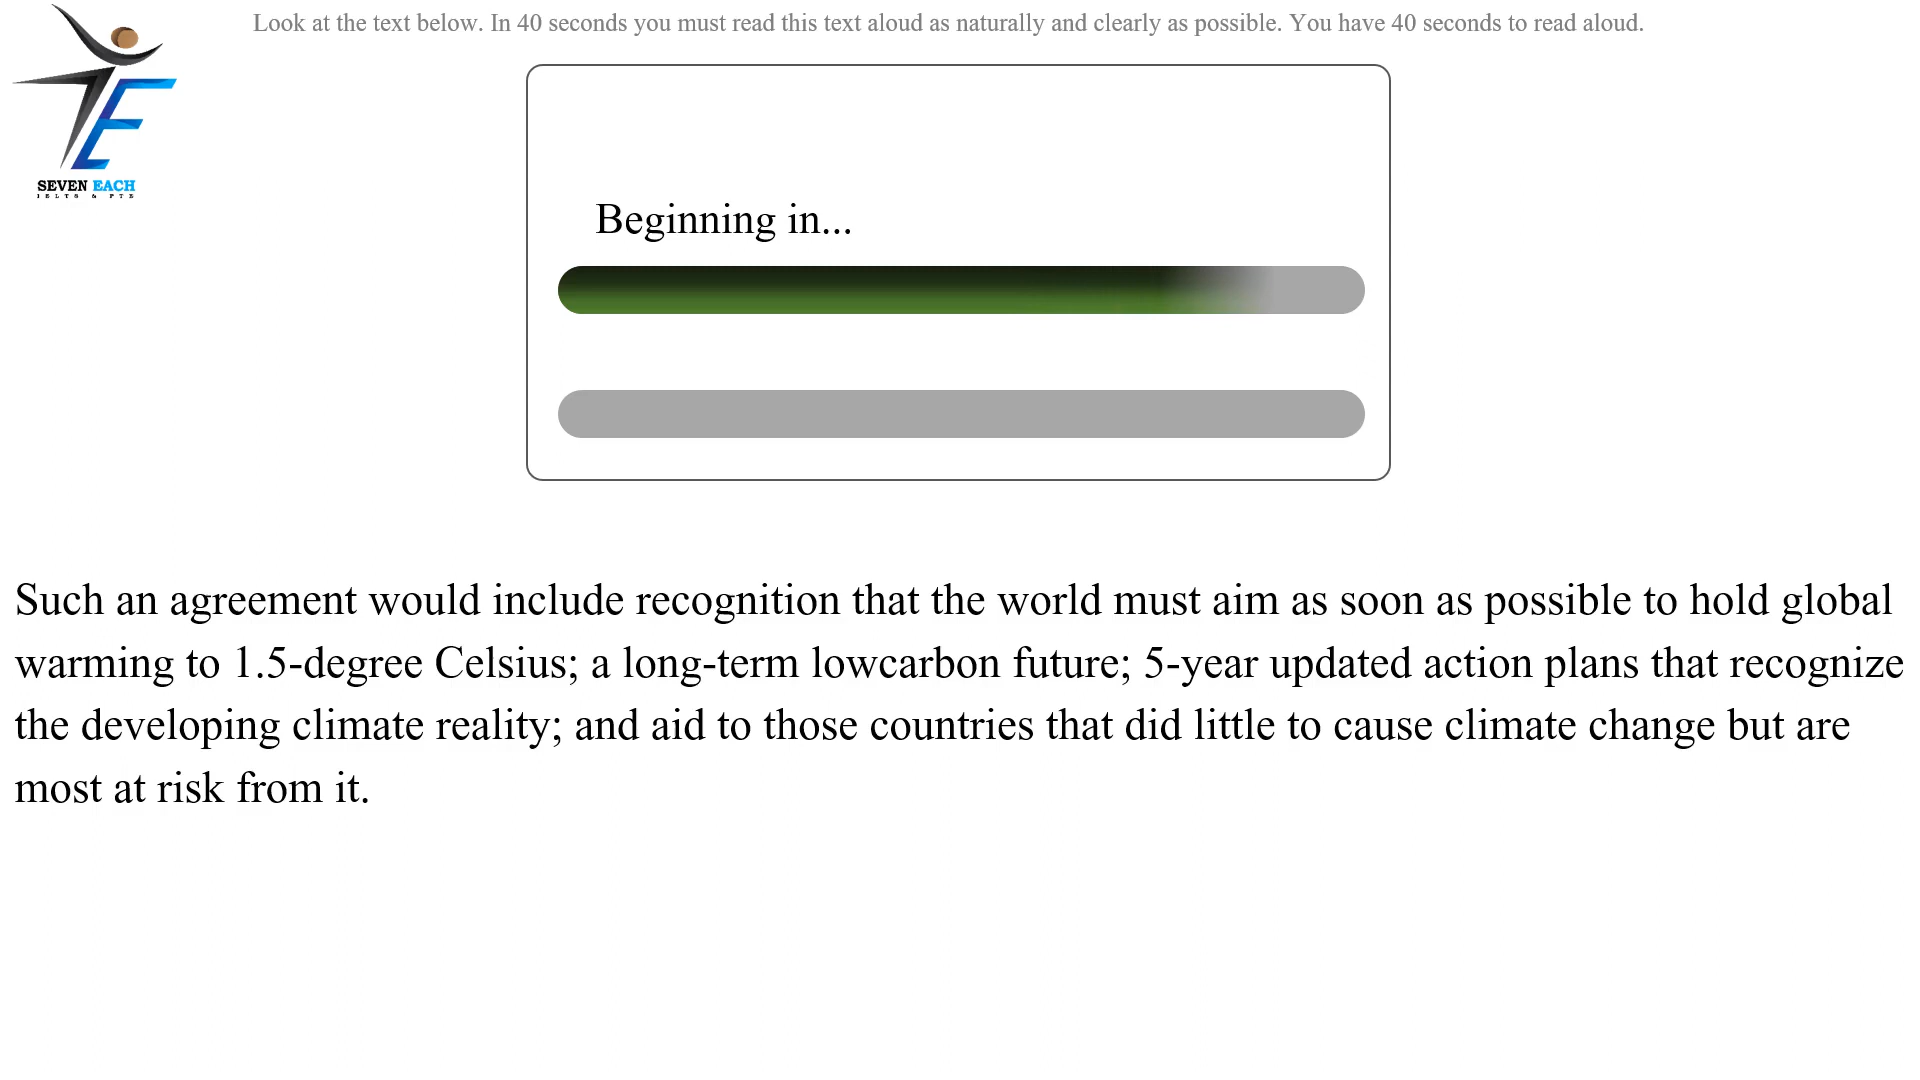 Look at the text below. In 40 seconds you must read this text aloud as naturally and clearly as possible. You have 40 seconds to read aloud.
SEVEN EACH
IELTS & PTE
Beginning in...
Such an agreement would include recognition that the world must aim as soon as possible to hold global
warming to 1.5-degree Celsius; a long-term lowcarbon future; 5-year updated action plans that recognize
the developing climate reality; and aid to those countries that did little to cause climate change but are
most at risk from it.